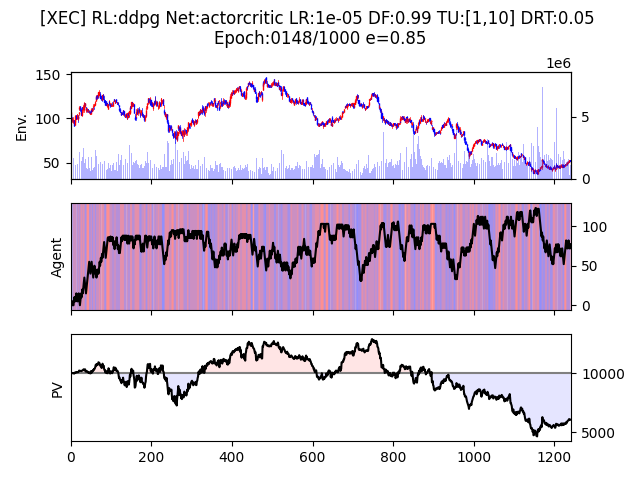 [XEC] RL:ddpg Net:actorcritic LR:1e-05 DF:0.99 TU:[1,10] DRT:0.05
Epoch:0148/1000 e=0.85
1e6
150
100
50
Env.
5
0
Agent
100
50
0
PV
10000
5000
0 200 400 600 800 1000 1200